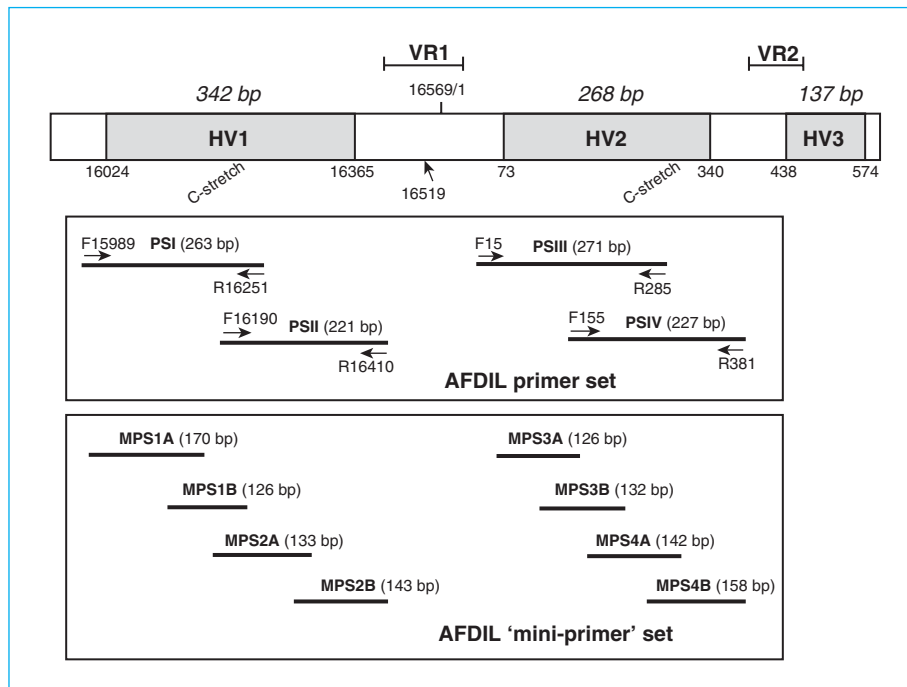 VR1
VR2
342 bp
16569/1
268 bp
137 bp
HV1
HV2
HV3
16024
C-stretch
16365
16519
73
C-stretch
340
438
574
F15989
PSI (263 bp)
R16251
F15
PSIII (271 bp)
R285
F16190
PSII (221 bp)
R16410
F155
PSIV (227 bp)
R381
AFDIL primer set
MPS1A (170 bp)
MPS3A (126 bp)
MPS1B (126 bp)
MPS3B (132 bp)
MPS2A (133 bp)
MPS4A (142 bp)
MPS2B (143 bp)
MPS4B (158 bp)
AFDIL ‘mini-primer’ set